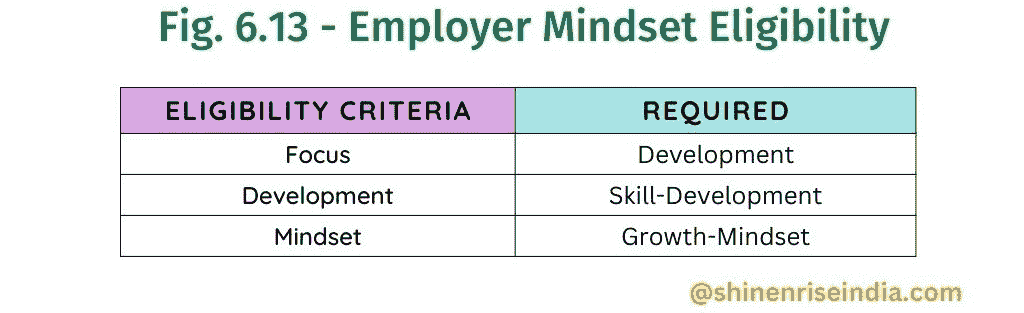 Fig. 6.13 - Employer Mindset Eligibility
ELIGIBILITY CRITERIA REQUIRED
Focus Development
Development Skill-Development
Mindset Growth-Mindset
@shinenriseindia.com